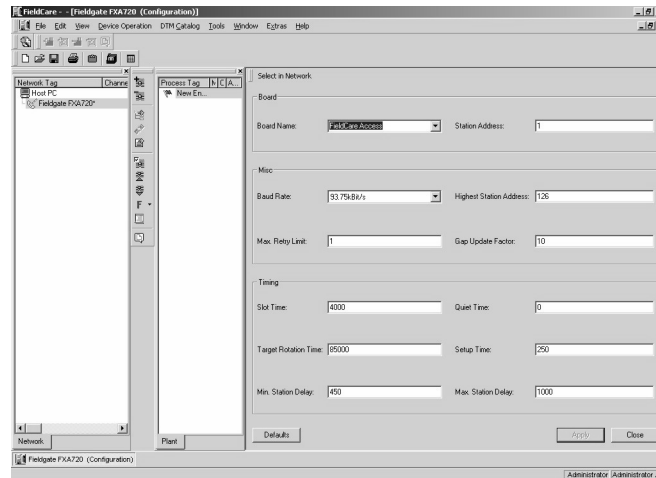 FieldCare - - [Fieldgate FXA720 (Configuration)]
File Edit View Device Operation DTM Catalog Tools Window Extras Help
Network Tag Channe
Host PC
Fieldgate FXA720*
Process Tag N C A...
New En...
F
Select in Network
Board
Board Name: FieldCare Access Station Address: 1
Misc
Baud Rate: 93.75kBit/s Highest Station Address: 126
Max. Retry Limit: 1 Gap Update Factor: 10
Timing
Slot Time: 4000 Quiet Time: 0
Target Rotation Time: 85000 Setup Time: 250
Min. Station Delay: 450 Max. Station Delay: 1000
Defaults Apply Close
Network Plant
Fieldgate FXA720 (Configuration)
Administrator Administrator